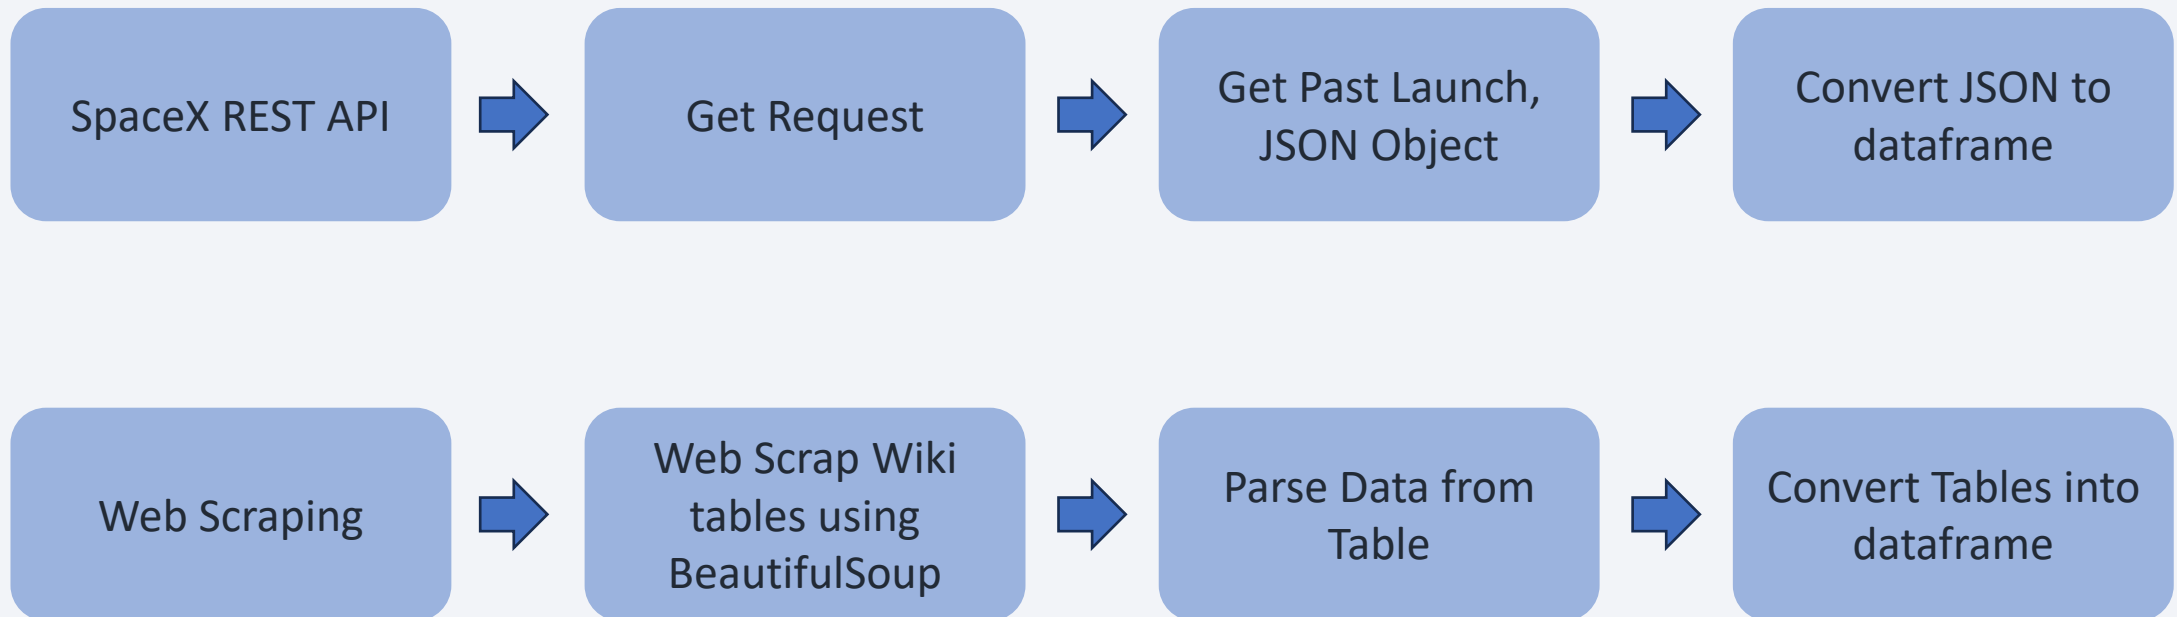 SpaceX REST API
Get Request
Get Past Launch,
JSON Object
Convert JSON to
dataframe
Web Scraping
Web Scrap Wiki
tables using
BeautifulSoup
Parse Data from
Table
Convert Tables into
dataframe